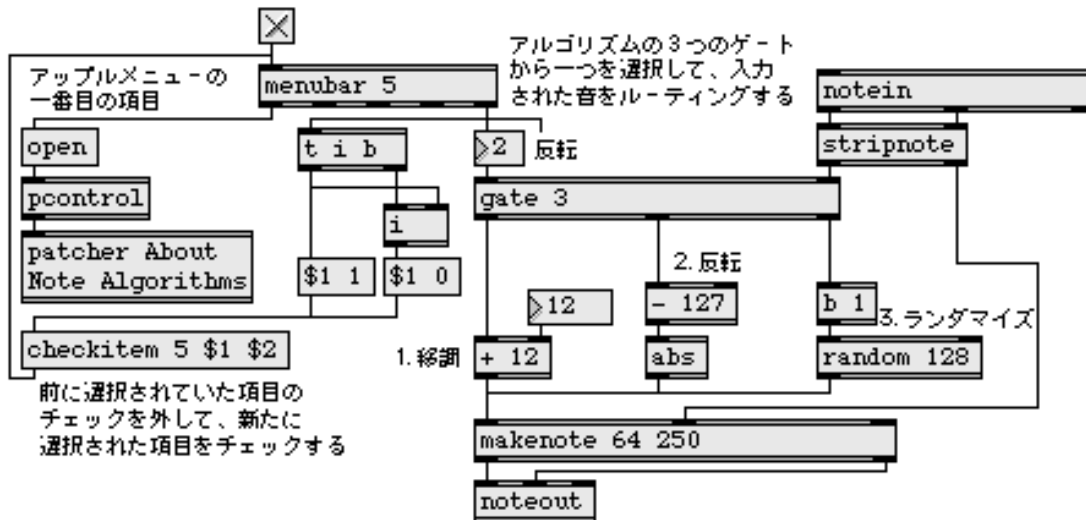 アップルメニューの
一番目の項目
menubar 5
アルゴリズムの３つのゲート
から一つを選択して、入力
された音をルーティングする
notein
open
t i b
2
反転
stripnote
pcontrol
gate 3
i
patcher About
Note Algorithms
$1 1
$1 0
2.反転
12
- 127
b 1
3.ランダマイズ
checkitem 5 $1 $2
1.移調
+ 12
abs
random 128
前に選択されていた項目の
チェックを外して、新たに
選択された項目をチェックする
makenote 64 250
noteout